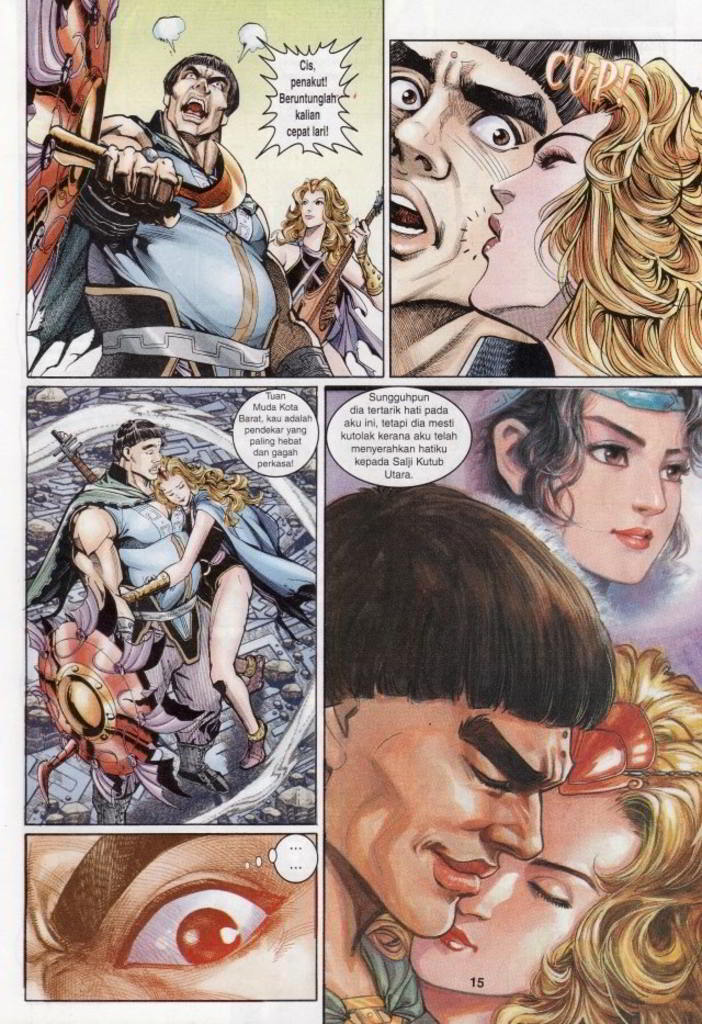 Cis,
penakut!
Beruntunglah
kalian
cepat lari!
CUP!
Tuan
Muda Kota
Barat, kau adalah
pendekar yang
paling hebat
dan gagah
perkasa!
Sungguhpun
dia tertarik hati pada
aku ini, tetapi dia mesti
kutolak kerana aku telah
menyerahkan hatiku
kepada Salji Kutub
Utara.
...
...
15